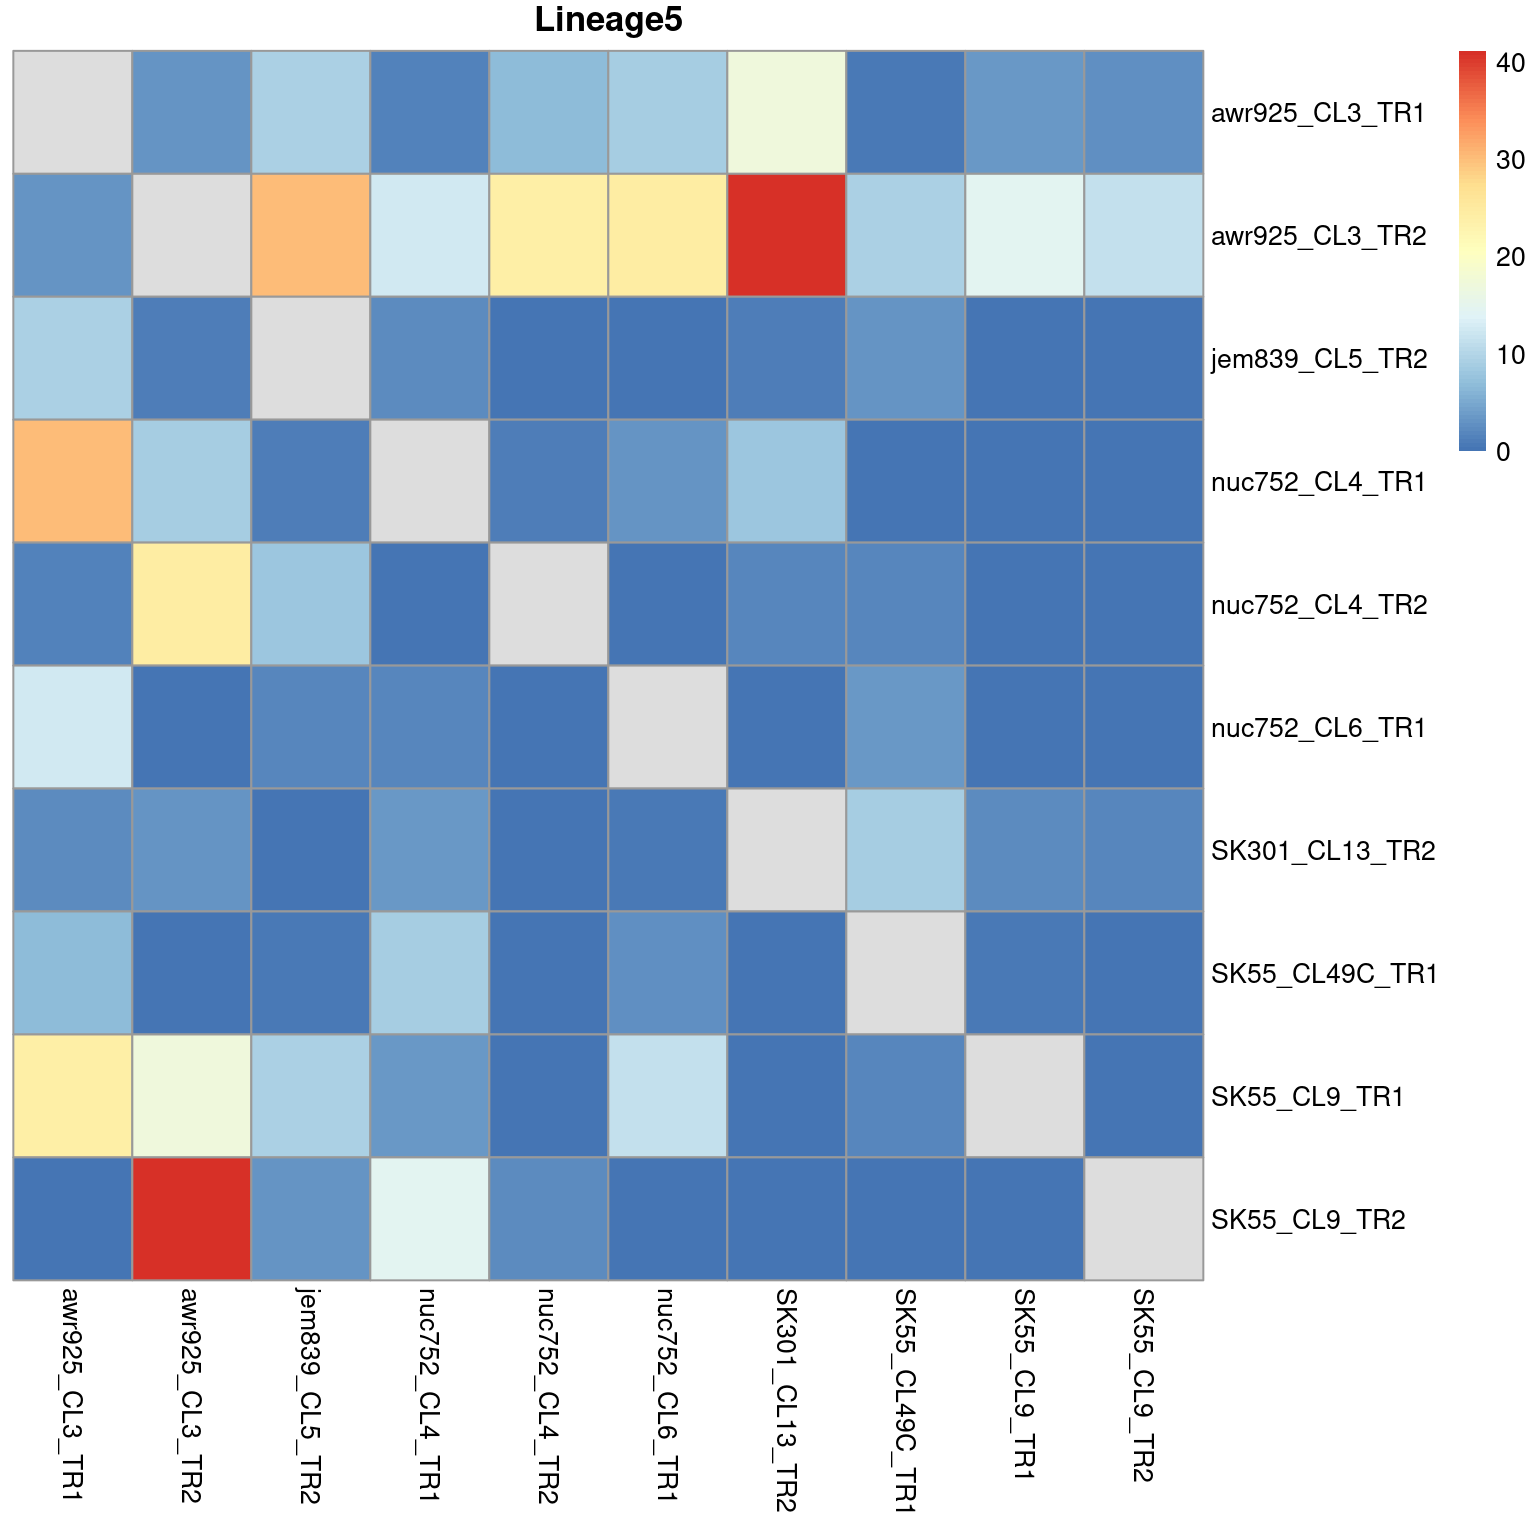 Lineage5
40
30
20
10
0
awr925_CL3_TR1
awr925_CL3_TR2
jem839_CL5_TR2
nuc752_CL4_TR1
nuc752_CL4_TR2
nuc752_CL6_TR1
SK301_CL13_TR2
SK55_CL49C_TR1
SK55_CL9_TR1
SK55_CL9_TR2
awr925_CL3_TR1
awr925_CL3_TR2
jem839_CL5_TR2
nuc752_CL4_TR1
nuc752_CL4_TR2
nuc752_CL6_TR1
SK301_CL13_TR2
SK55_CL49C_TR1
SK55_CL9_TR1
SK55_CL9_TR2